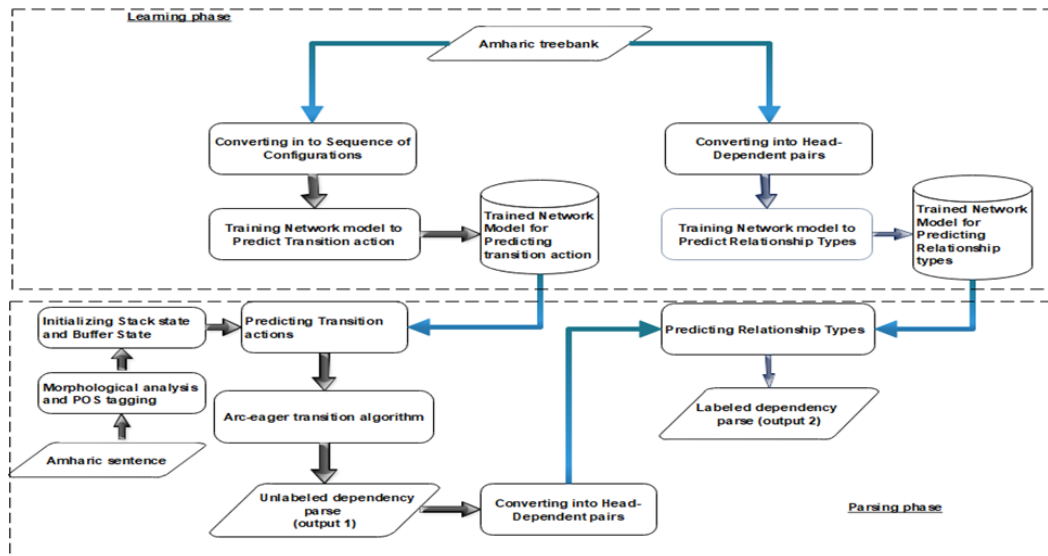 Learning phase
Amharic treebank
Converting in to Sequence of
Configurations
Converting into Head-
Dependent pairs
Training Network model to
Predict Transition action
Trained Network
Model for
Predicting
transition action
Training Network model to
Predict Relationship Types
Trained Network
Model for
Predicting
Relationship
types
Initializing Stack state
and Buffer State
Predicting Transition
actions
Predicting Relationship Types
Morphological analysis
and POS tagging
Arc-eager transition algorithm
Labeled dependency
parse (output 2)
Amharic sentence
Unlabeled dependency
parse
(output 1)
Converting into Head-
Dependent pairs
Parsing phase